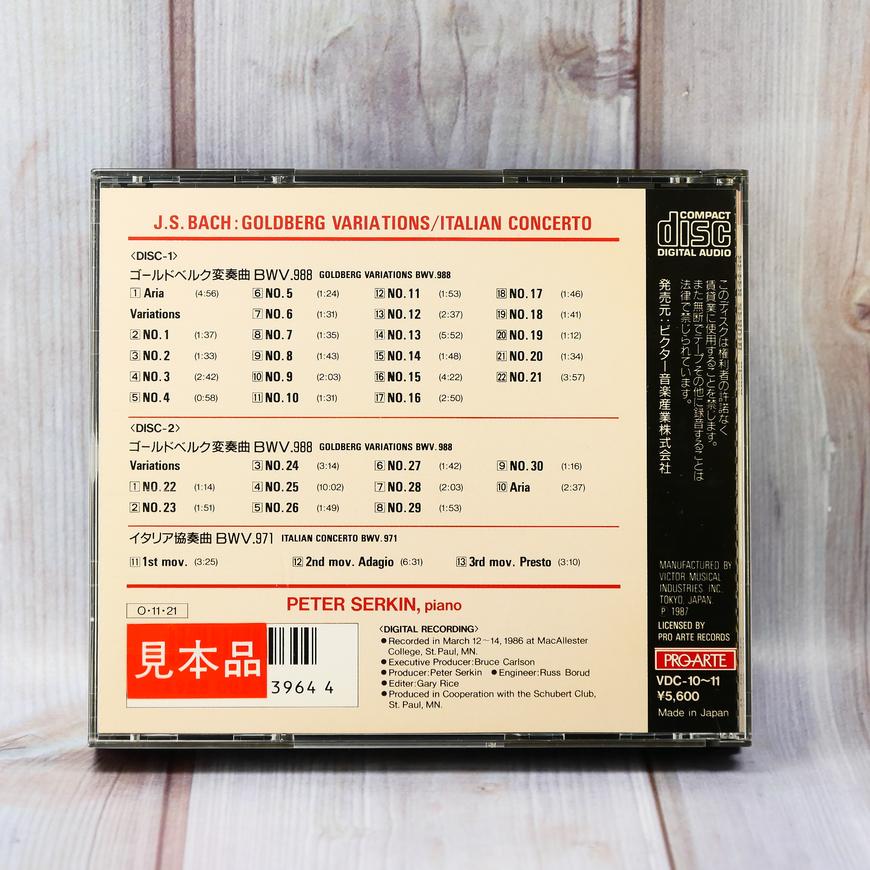 J.S. BACH : GOLDBERG VARIATIONS/ITALIAN CONCERTO
〈DISC-1〉
ゴールドベルク変奏曲 BWV.988 GOLDBERG VARIATIONS BWV.988
1 Aria (4:56) 6 NO.5 (1:24) 12 NO.11 (1:53) 18 NO.17 (1:46)
Variations 7 NO.6 (1:31) 13 NO.12 (2:37) 19 NO.18 (1:41)
2 NO.1 (1:37) 8 NO.7 (1:35) 14 NO.13 (5:52) 20 NO.19 (1:12)
3 NO.2 (1:33) 9 NO.8 (1:43) 15 NO.14 (1:48) 21 NO.20 (1:34)
4 NO.3 (2:42) 10 NO.9 (2:03) 16 NO.15 (4:22) 22 NO.21 (3:57)
5 NO.4 (0:58) 11 NO.10 (1:31) 17 NO.16 (2:50)
〈DISC-2〉
ゴールドベルク変奏曲 BWV.988 GOLDBERG VARIATIONS BWV.988
Variations 3 NO.24 (3:14) 6 NO.27 (1:42) 9 NO.30 (1:16)
1 NO.22 (1:14) 4 NO.25 (10:02) 7 NO.28 (2:03) 10 Aria (2:37)
2 NO.23 (1:51) 5 NO.26 (1:49) 8 NO.29 (1:53)
イタリア協奏曲 BWV.971 ITALIAN CONCERTO BWV.971
11 1st mov. (3:25) 12 2nd mov. Adagio (6:31) 13 3rd mov. Presto (3:10)
PETER SERKIN, piano
O・11・21
見本品
3964 4
〈DIGITAL RECORDING〉
●Recorded in March 12〜14, 1986 at MacAllester
College, St. Paul, MN.
●Executive Producer:Bruce Carlson
●Producer:Peter Serkin ●Engineer:Russ Borud
●Editer:Gary Rice
●Produced in Cooperation with the Schubert Club,
St. Paul, MN.
COMPACT
disc
DIGITAL AUDIO
このディスクは権利者の許諾なく
賃貸業に使用することを禁じます。
また無断でテープその他に録音することは
法律で禁じられています。
発売元：ビクター音楽産業株式会社
MANUFACTURED BY
VICTOR MUSICAL
INDUSTRIES INC.
TOKYO, JAPAN.
P 1987
LICENSED BY
PRO ARTE RECORDS
PRO-ARTE
VDC-10〜11
¥5,600
Made in Japan